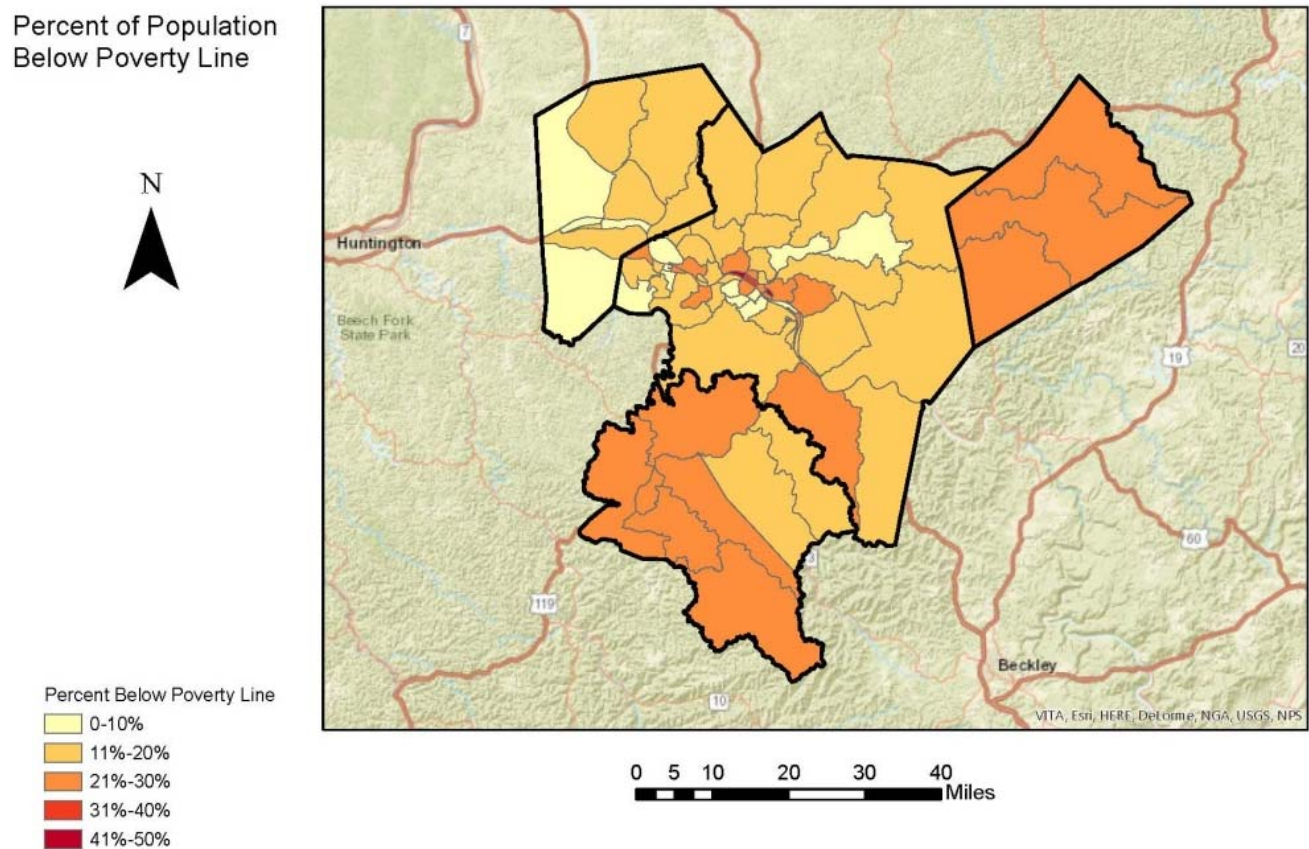 Percent of Population
Below Poverty Line
N
7
Huntington
Beech Fork
State Park
19
20
60
3
119
Beckley
10
VITA, Esri, HERE, DeLorme, NGA, USGS, NPS
Percent Below Poverty Line
0-10%
11%-20%
21%-30%
31%-40%
41%-50%
0 5 10 20 30 40
Miles